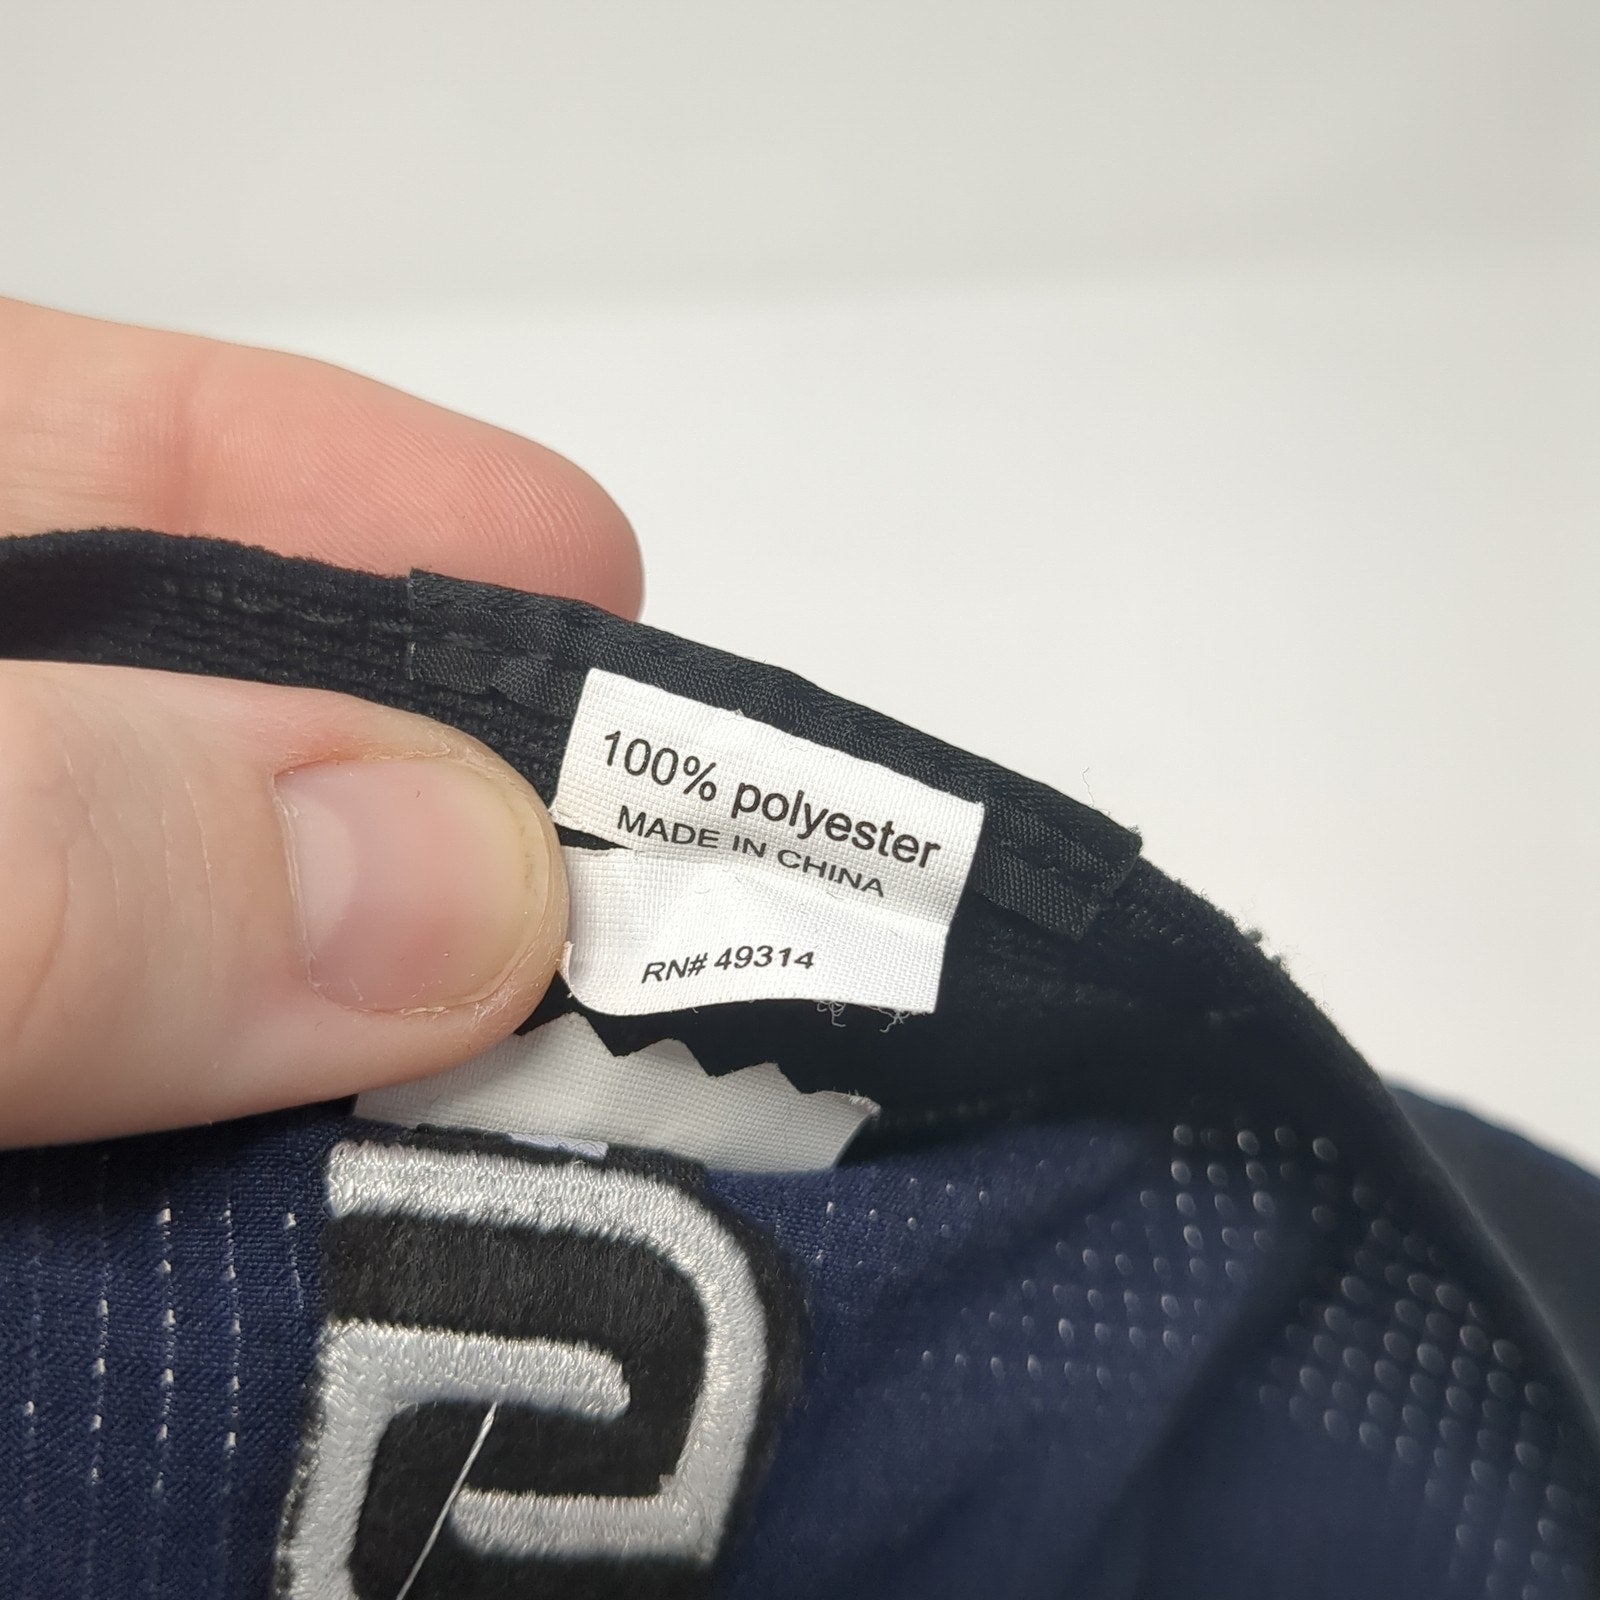 100% polyester
MADE IN CHINA
RN# 49314